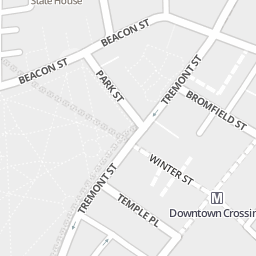 State House
BEACON ST
BEACON ST
PARK ST
TREMONT ST
BROMFIELD ST
WINTER ST
M
Downtown Crossin
TREMONT ST
TEMPLE PL